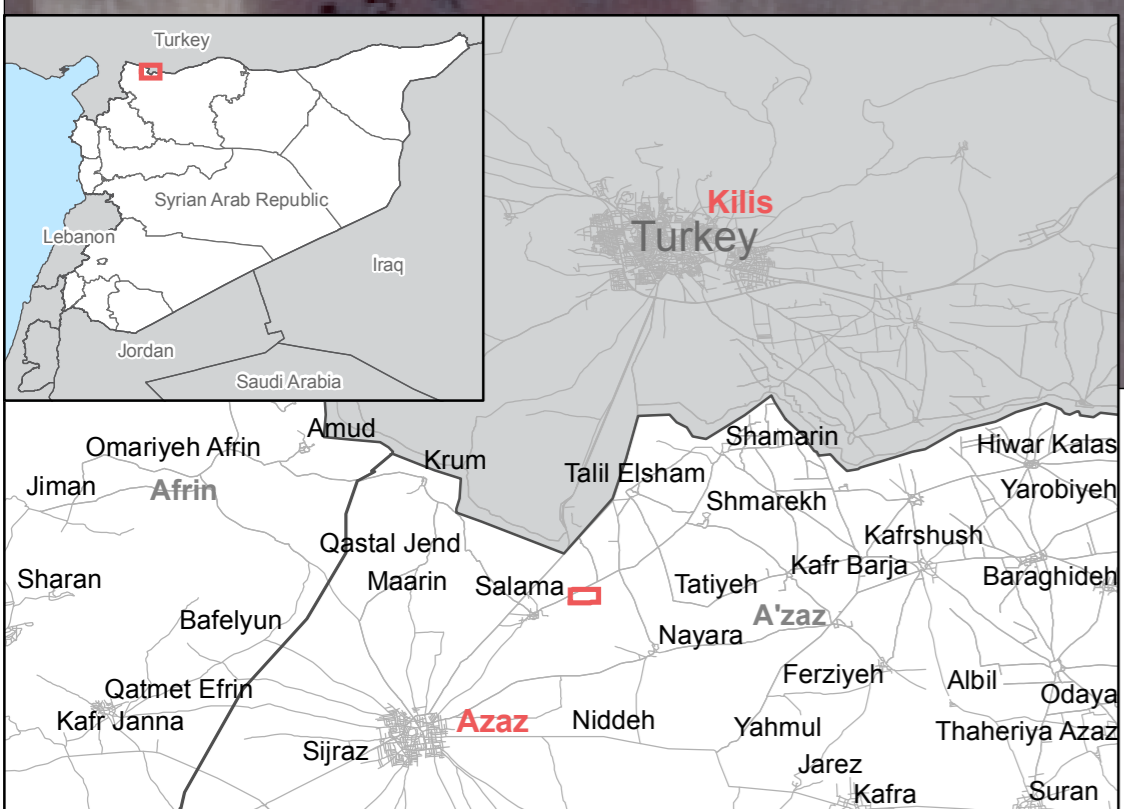 Turkey
Syrian Arab Republic
Lebanon
Iraq
Jordan
Saudi Arabia
Kilis
Turkey
Amud
Omariyeh Afrin
Krum
Shamarin
Hiwar Kalas
Jiman
Afrin
Talil Elsham
Shmarekh
Yarobiyeh
Qastal Jend
Kafrshush
Sharan
Maarin
Salama
Tatiyeh
Kafr Barja
Baraghideh
Bafelyun
A'zaz
Nayara
Qatmet Efrin
Ferziyeh
Albil
Odaya
Kafr Janna
Azaz
Niddeh
Yahmul
Thaheriya Azaz
Sijraz
Jarez
Kafra
Suran